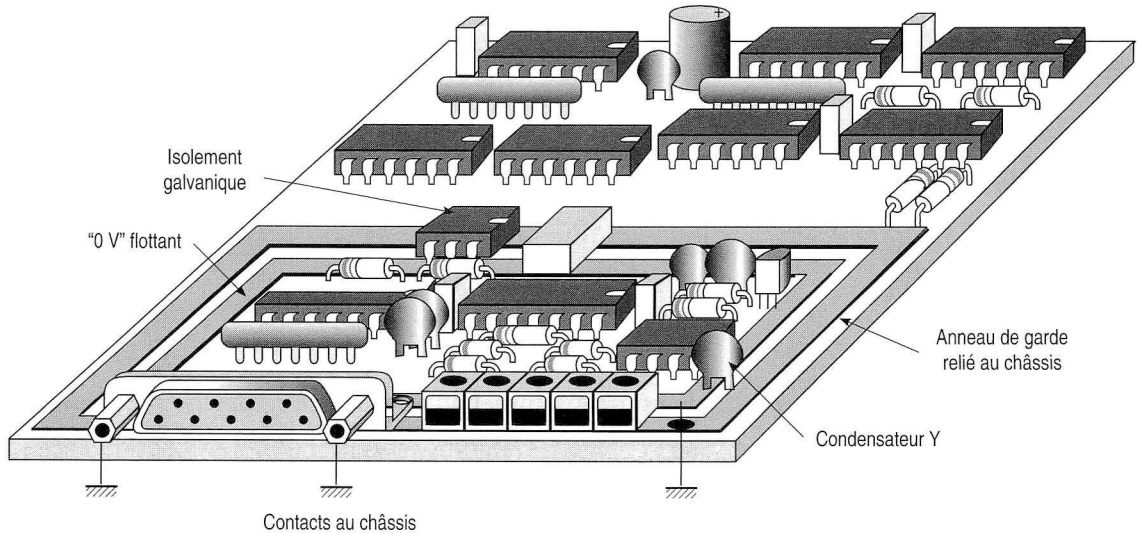 +
Isolement
galvanique
“0 V” flottant
Anneau de garde
relié au châssis
Condensateur Y
Contacts au châssis